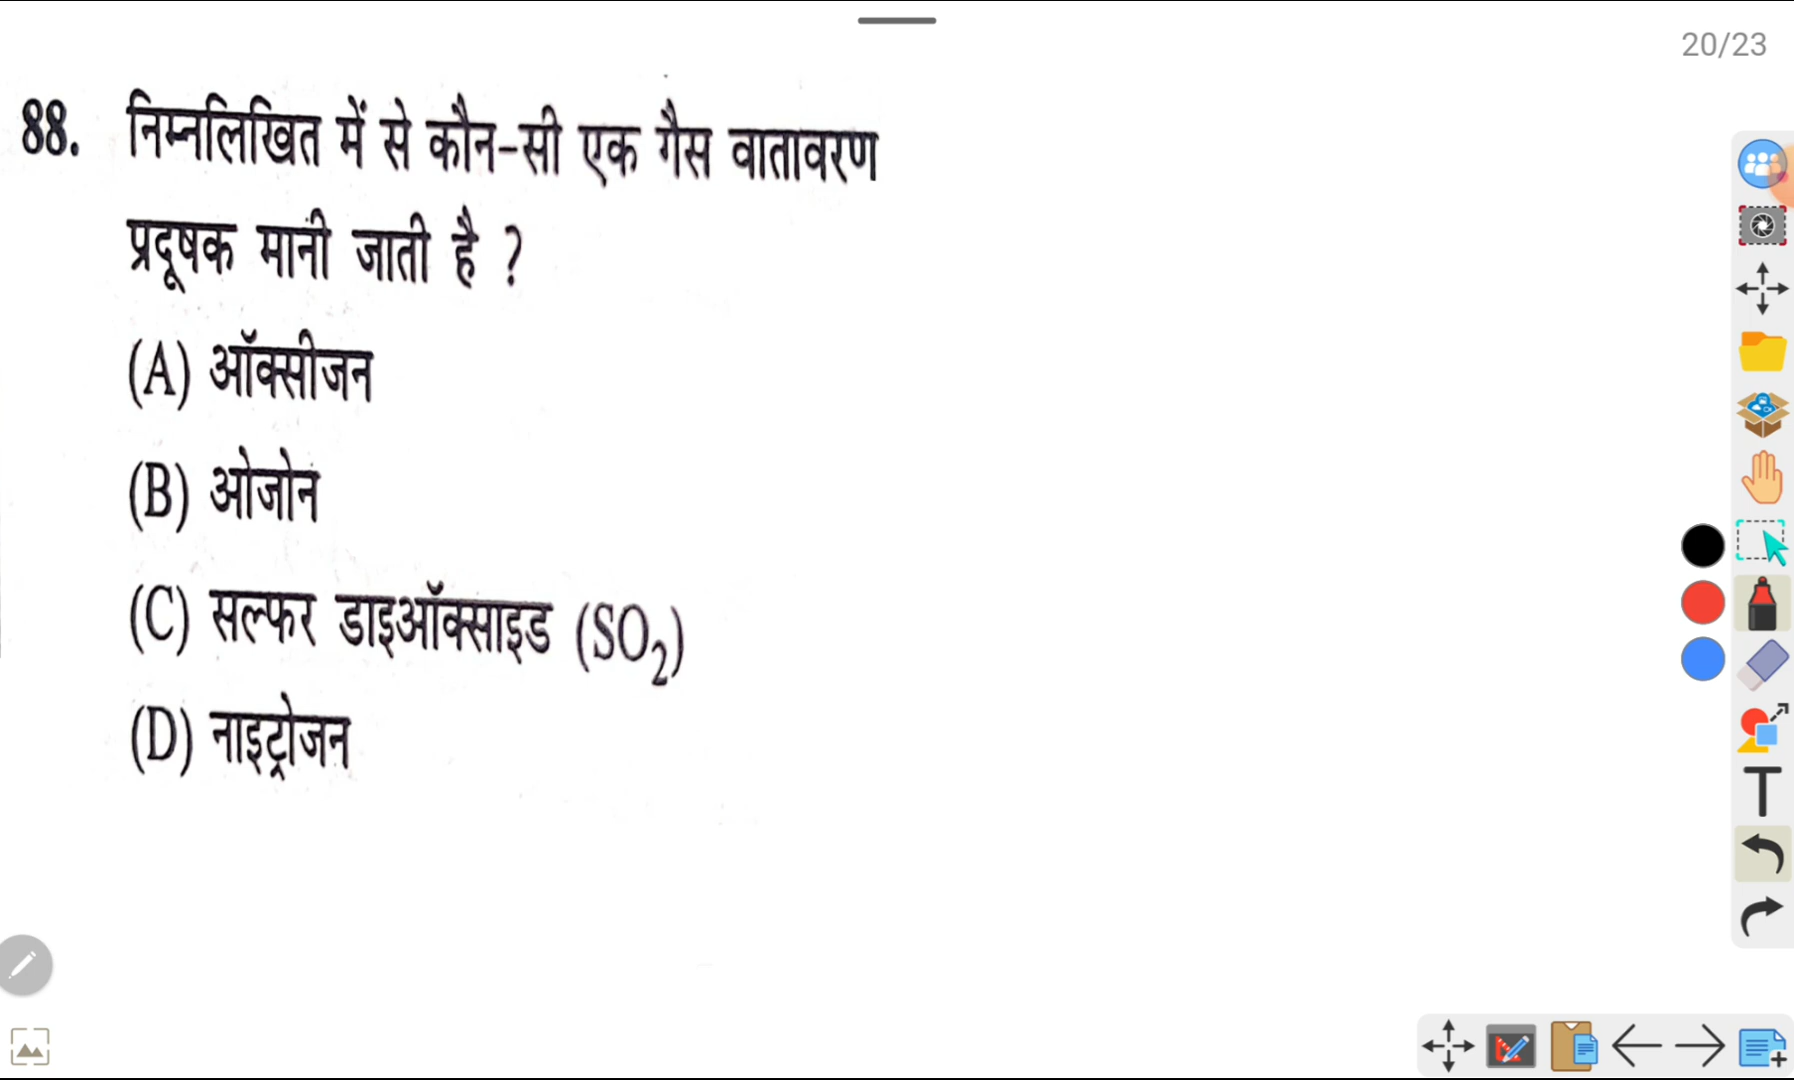 20/23
88. निम्नलिखित में से कौन-सी एक गैस वातावरण
प्रदूषक मानी जाती है ?
(A) ऑक्सीजन
(B) ओजोन
(C) सल्फर डाइऑक्साइड (SO₂)
(D) नाइट्रोजन
T